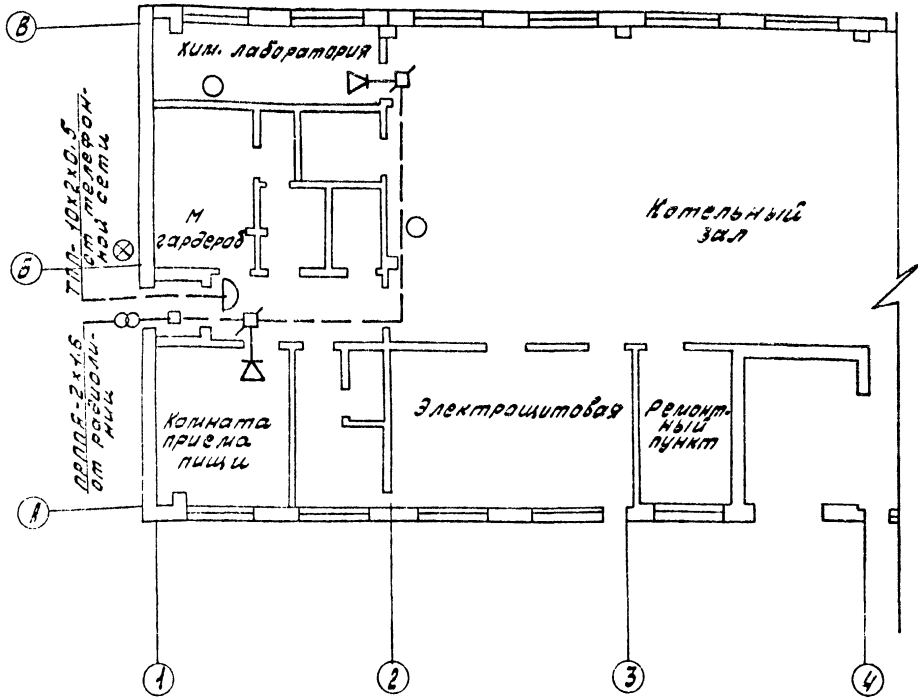 В
Хим. лаборатория
ТПП-10х2х0.5
от телефон-
ной сети
М
гардероб
Котельный
зал
Б
ПРППЯ-2х1.6
от радиоли-
нии
Комната
приема
пищи
Электрощитовая
Ремонт-
ный
пункт
А
1
2
3
4